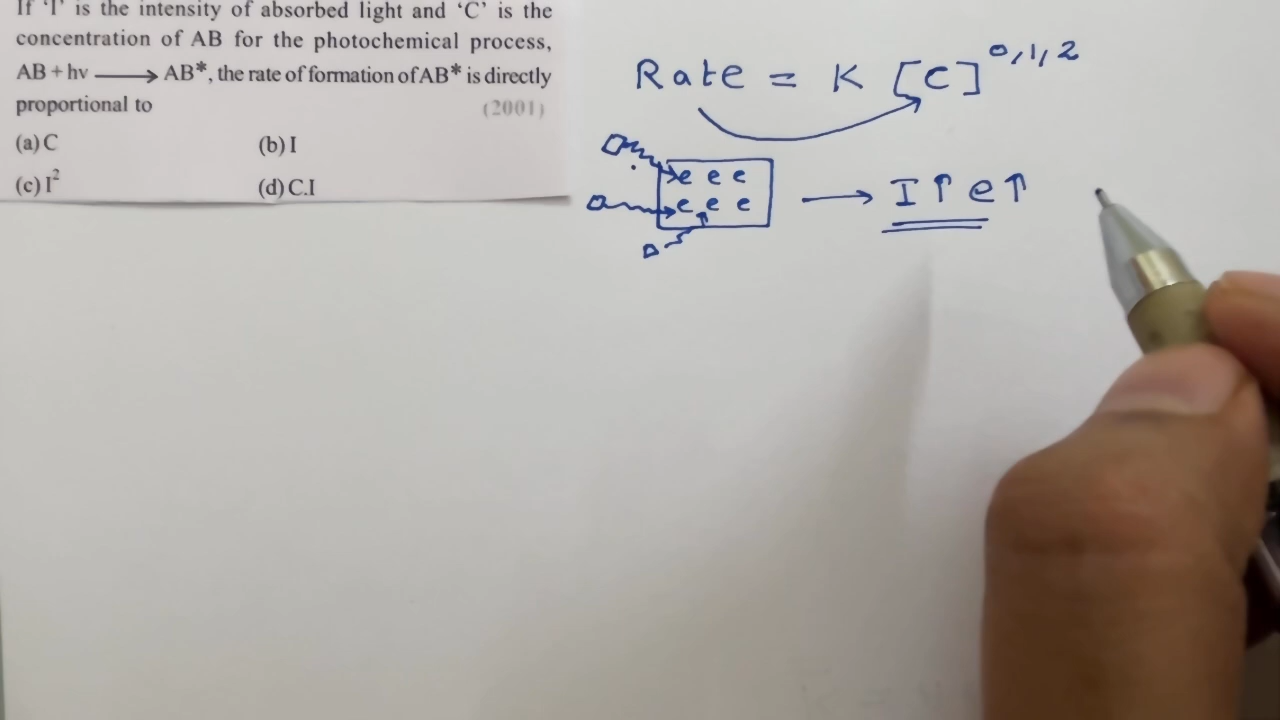 If 'I' is the intensity of absorbed light and 'C' is the
concentration of AB for the photochemical process,
AB + hv ⟶ AB*, the rate of formation of AB* is directly
proportional to (2001)
(a) C (b) I
(c) I² (d) C.I
Rate = K [C]^0,1,2
e e e
e e e
→ I↑ e↑